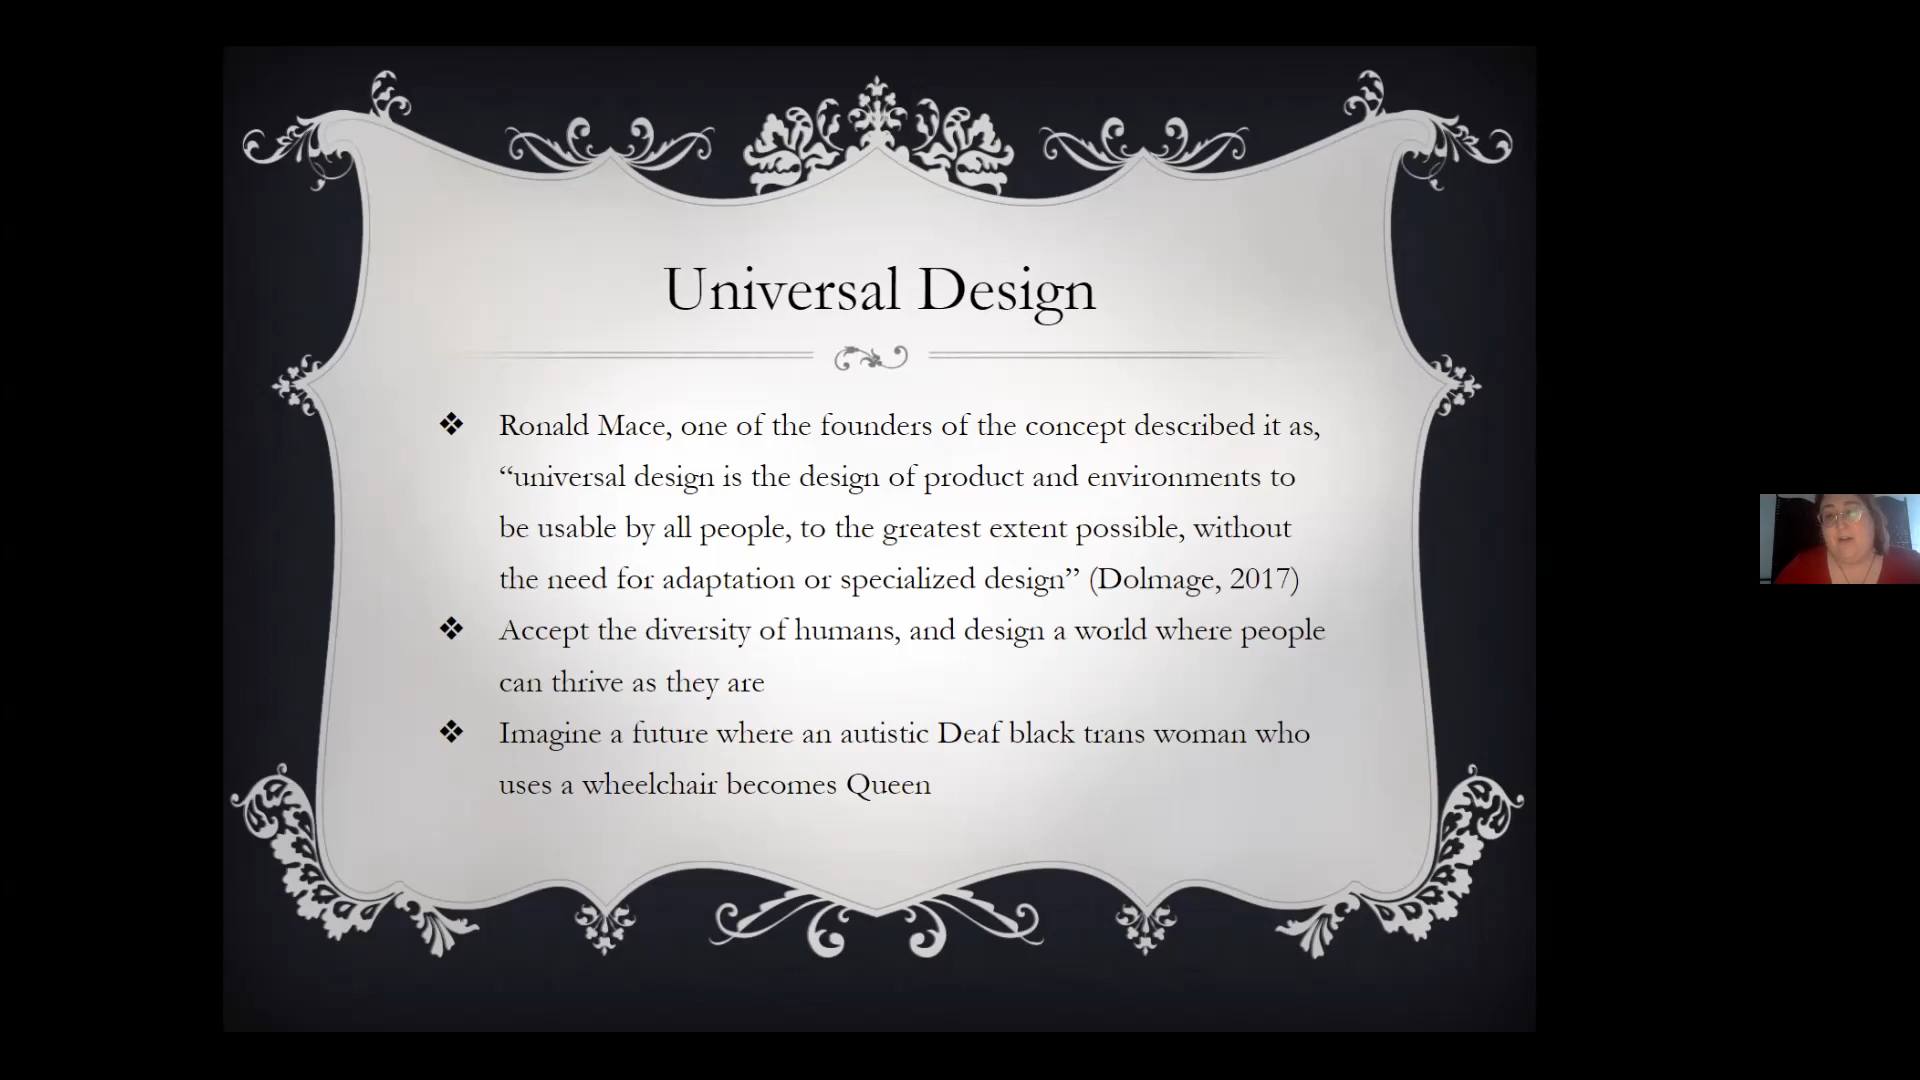 Universal Design
Ronald Mace, one of the founders of the concept described it as,
“universal design is the design of product and environments to
be usable by all people, to the greatest extent possible, without
the need for adaptation or specialized design” (Dolmage, 2017)
Accept the diversity of humans, and design a world where people
can thrive as they are
Imagine a future where an autistic Deaf black trans woman who
uses a wheelchair becomes Queen